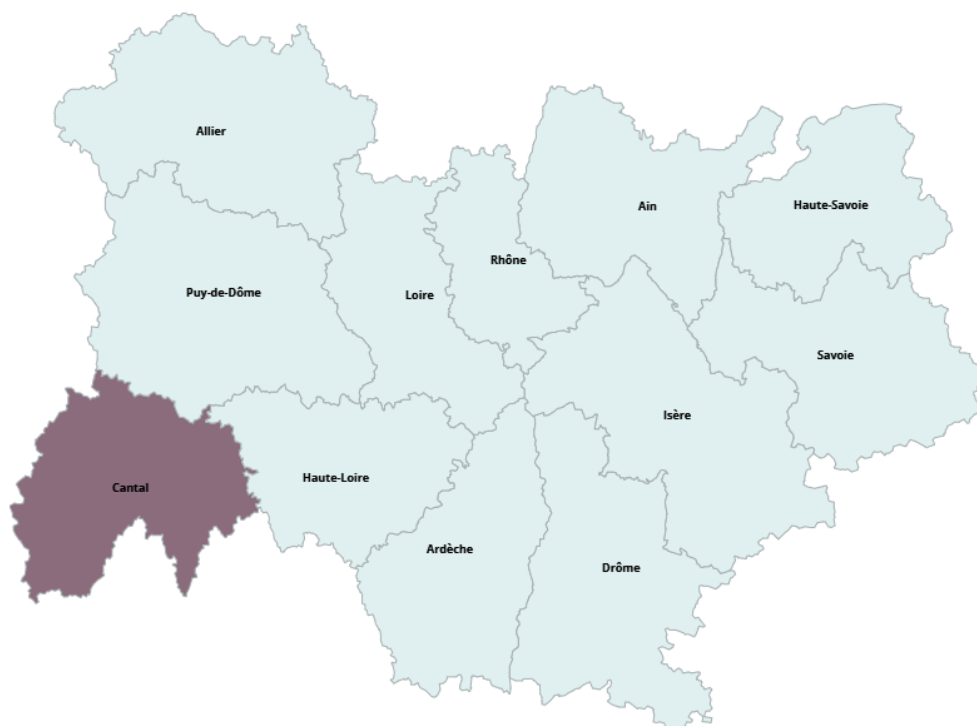 Allier
Ain
Haute-Savoie
Rhône
Puy-de-Dôme
Loire
Savoie
Isère
Haute-Loire
Cantal
Ardèche
Drôme